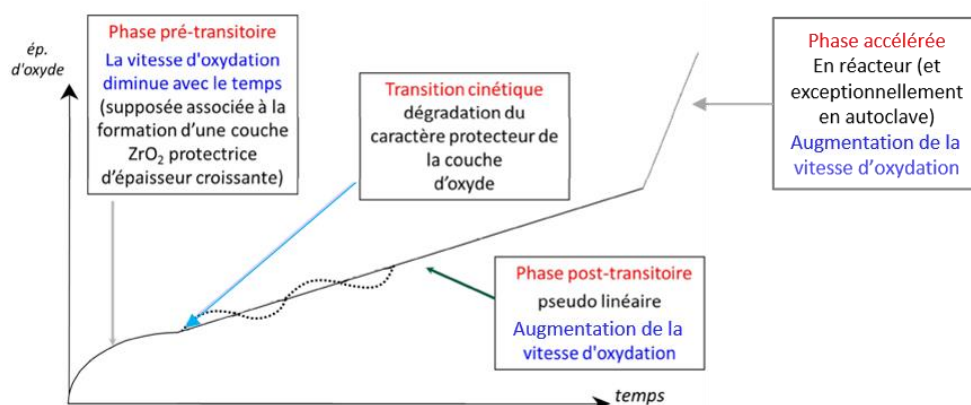 ép.
d'oxyde
Phase pré-transitoire
La vitesse d'oxydation
diminue avec le temps
(supposée associée à la
formation d'une couche
ZrO₂ protectrice
d'épaisseur croissante)
Transition cinétique
dégradation du
caractère protecteur de
la couche
d'oxyde
Phase accélérée
En réacteur (et
exceptionnellement
en autoclave)
Augmentation de la
vitesse d’oxydation
Phase post-transitoire
pseudo linéaire
Augmentation de la
vitesse d'oxydation
temps